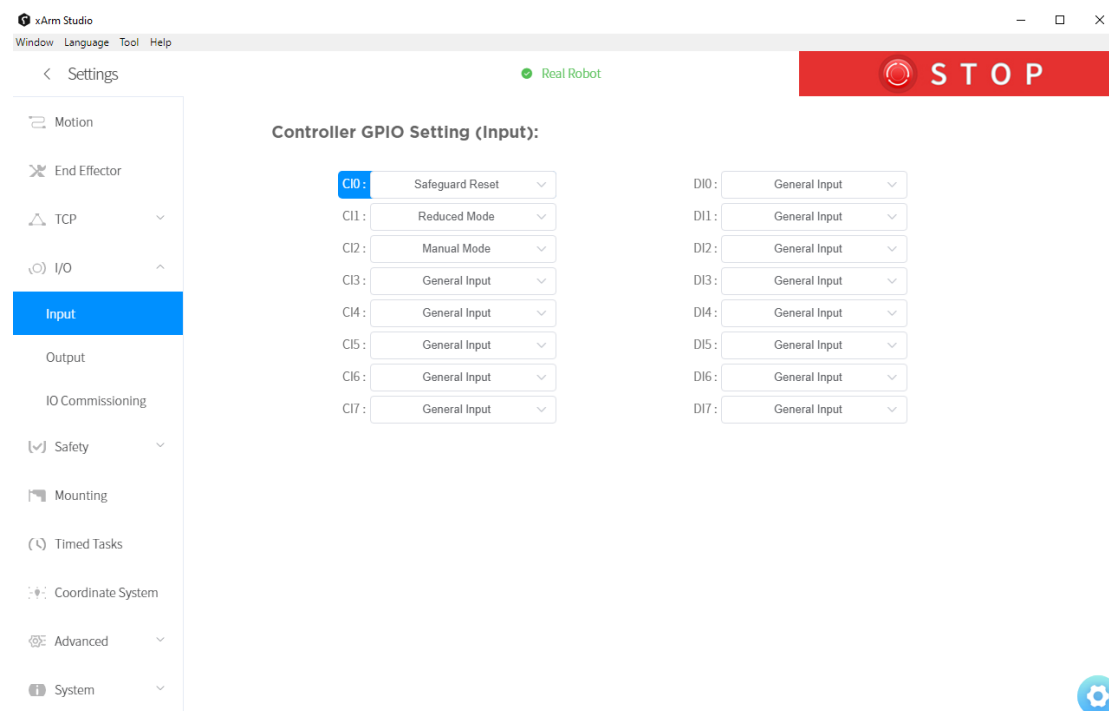 xArm Studio
Window Language Tool Help
Settings
Real Robot
STOP
Motion
End Effector
TCP
I/O
Input
Output
IO Commissioning
Safety
Mounting
Timed Tasks
Coordinate System
Advanced
System
Controller GPIO Setting (Input):
CI0 : Safeguard Reset
CI1 : Reduced Mode
CI2 : Manual Mode
CI3 : General Input
CI4 : General Input
CI5 : General Input
CI6 : General Input
CI7 : General Input
DI0 : General Input
DI1 : General Input
DI2 : General Input
DI3 : General Input
DI4 : General Input
DI5 : General Input
DI6 : General Input
DI7 : General Input